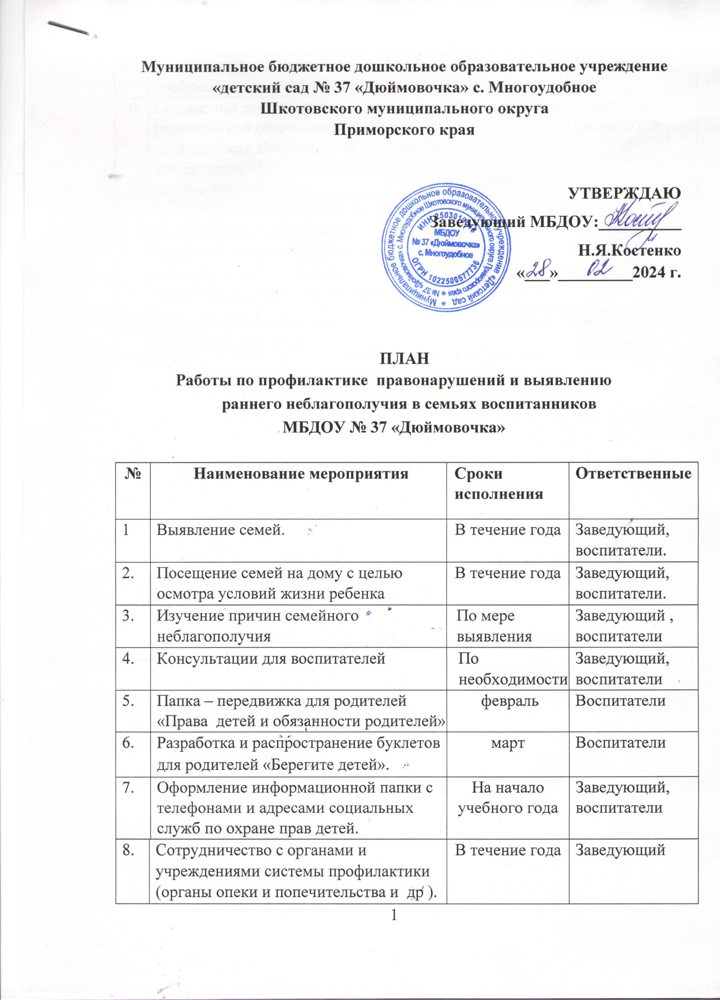 Муниципальное бюджетное дошкольное образовательное учреждение
«детский сад № 37 «Дюймовочка» с. Многоудобное
Шкотовского муниципального округа
Приморского края
УТВЕРЖДАЮ
Заведующий МБДОУ:__________
Н.Я.Костенко
«28» 02 2024 г.
Муниципальное бюджетное дошкольное образовательное учреждение «Детский сад
№ 37 «Дюймовочка» с. Многоудобное Шкотовского муниципального округа Приморского края
ИНН
МБДОУ
№ 37 «Дюймовочка»
с. Многоудобное
ОГРН 1022500577736
ПЛАН
Работы по профилактике правонарушений и выявлению
раннего неблагополучия в семьях воспитанников
МБДОУ № 37 «Дюймовочка»
№ Наименование мероприятия Сроки Ответственные
исполнения
1 Выявление семей. В течение года Заведующий,
воспитатели.
2. Посещение семей на дому с целью В течение года Заведующий,
осмотра условий жизни ребенка воспитатели.
3. Изучение причин семейного По мере Заведующий ,
неблагополучия выявления воспитатели
4. Консультации для воспитателей По Заведующий,
необходимости воспитатели
5. Папка – передвижка для родителей февраль Воспитатели
«Права детей и обязанности родителей»
6. Разработка и распространение буклетов март Воспитатели
для родителей «Берегите детей».
7. Оформление информационной папки с На начало Заведующий,
телефонами и адресами социальных учебного года воспитатели
служб по охране прав детей.
8. Сотрудничество с органами и В течение года Заведующий
учреждениями системы профилактики
(органы опеки и попечительства и др ).
1